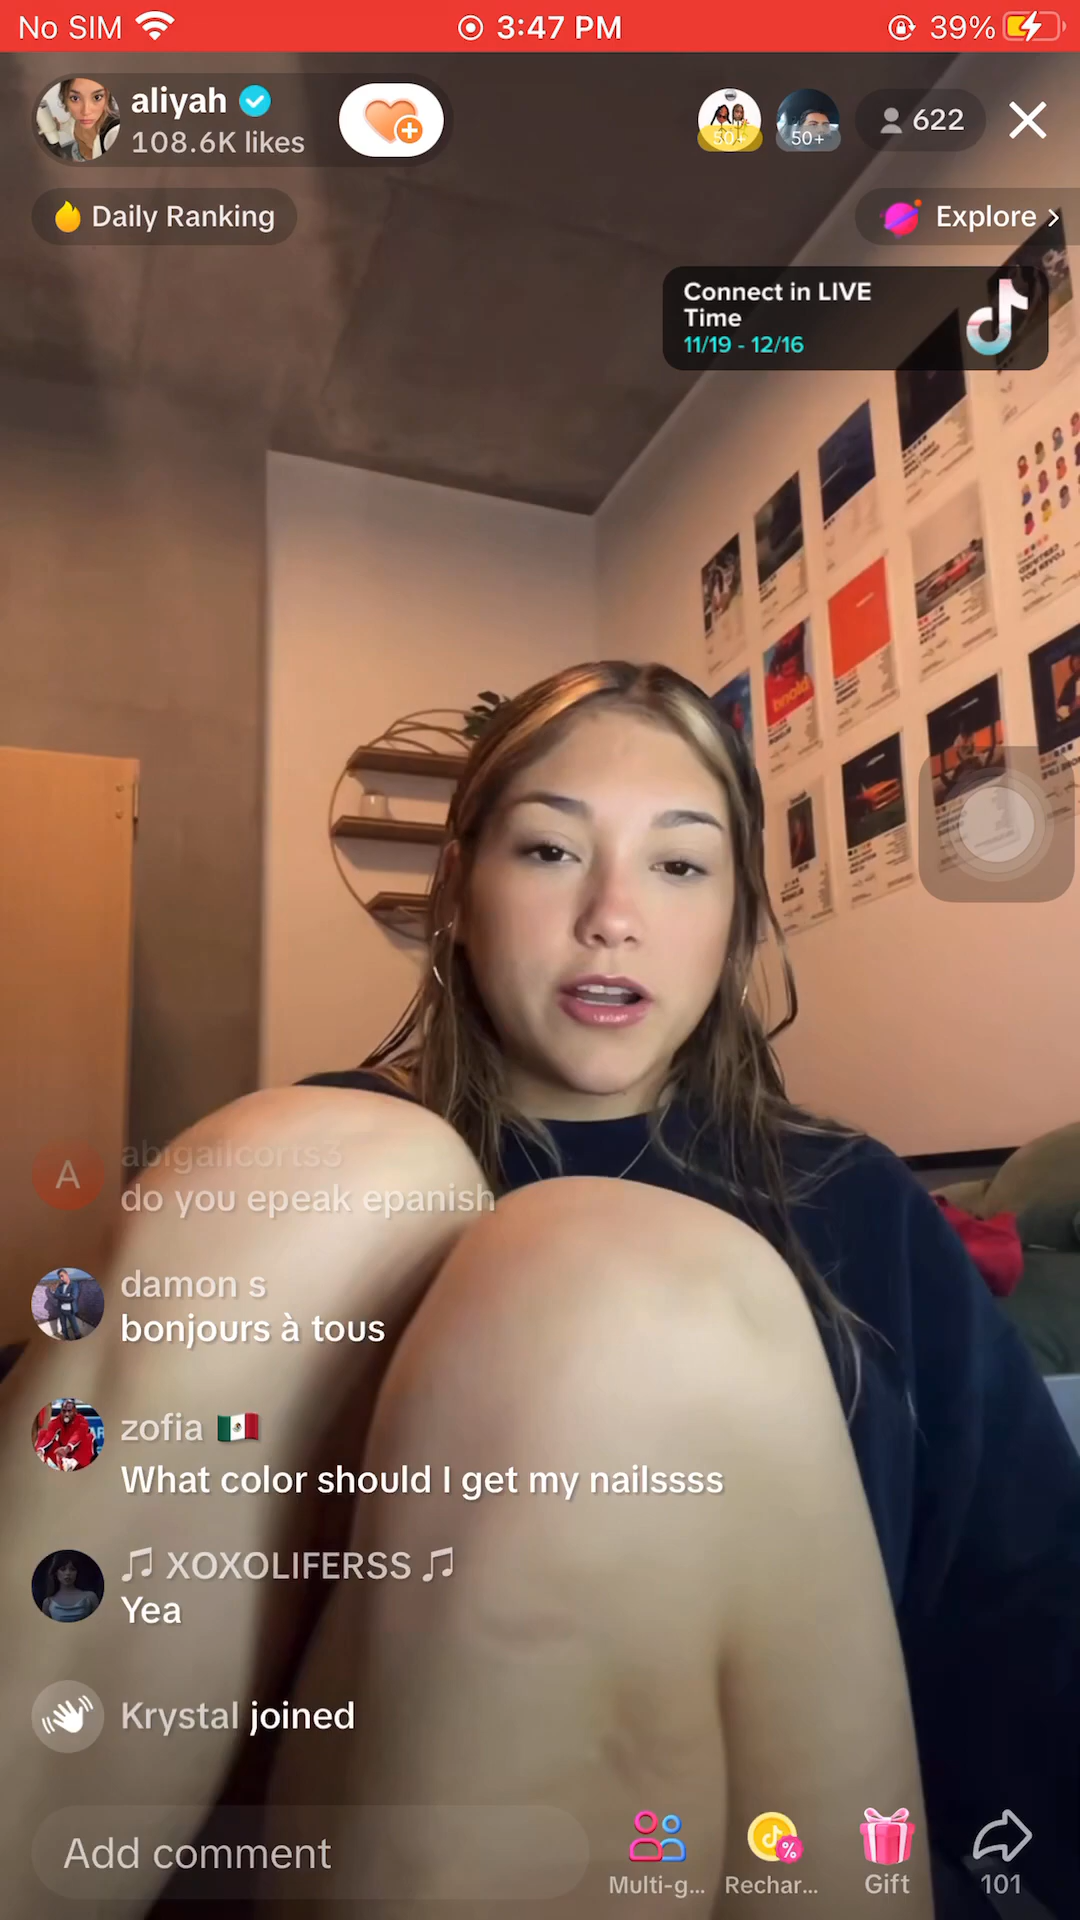 No SIM
3:47 PM
39%
aliyah
108.6K likes
50+
50+
622
Daily Ranking
Explore
Connect in LIVE
Time
11/19 - 12/16
A
abigailcorts3
do you epeak epanish
damon s
bonjours à tous
zofia 🇲🇽
What color should I get my nailssss
♫ XOXOLIFERSS ♫
Yea
Krystal joined
Add comment
Multi-g...
Rechar...
Gift
101